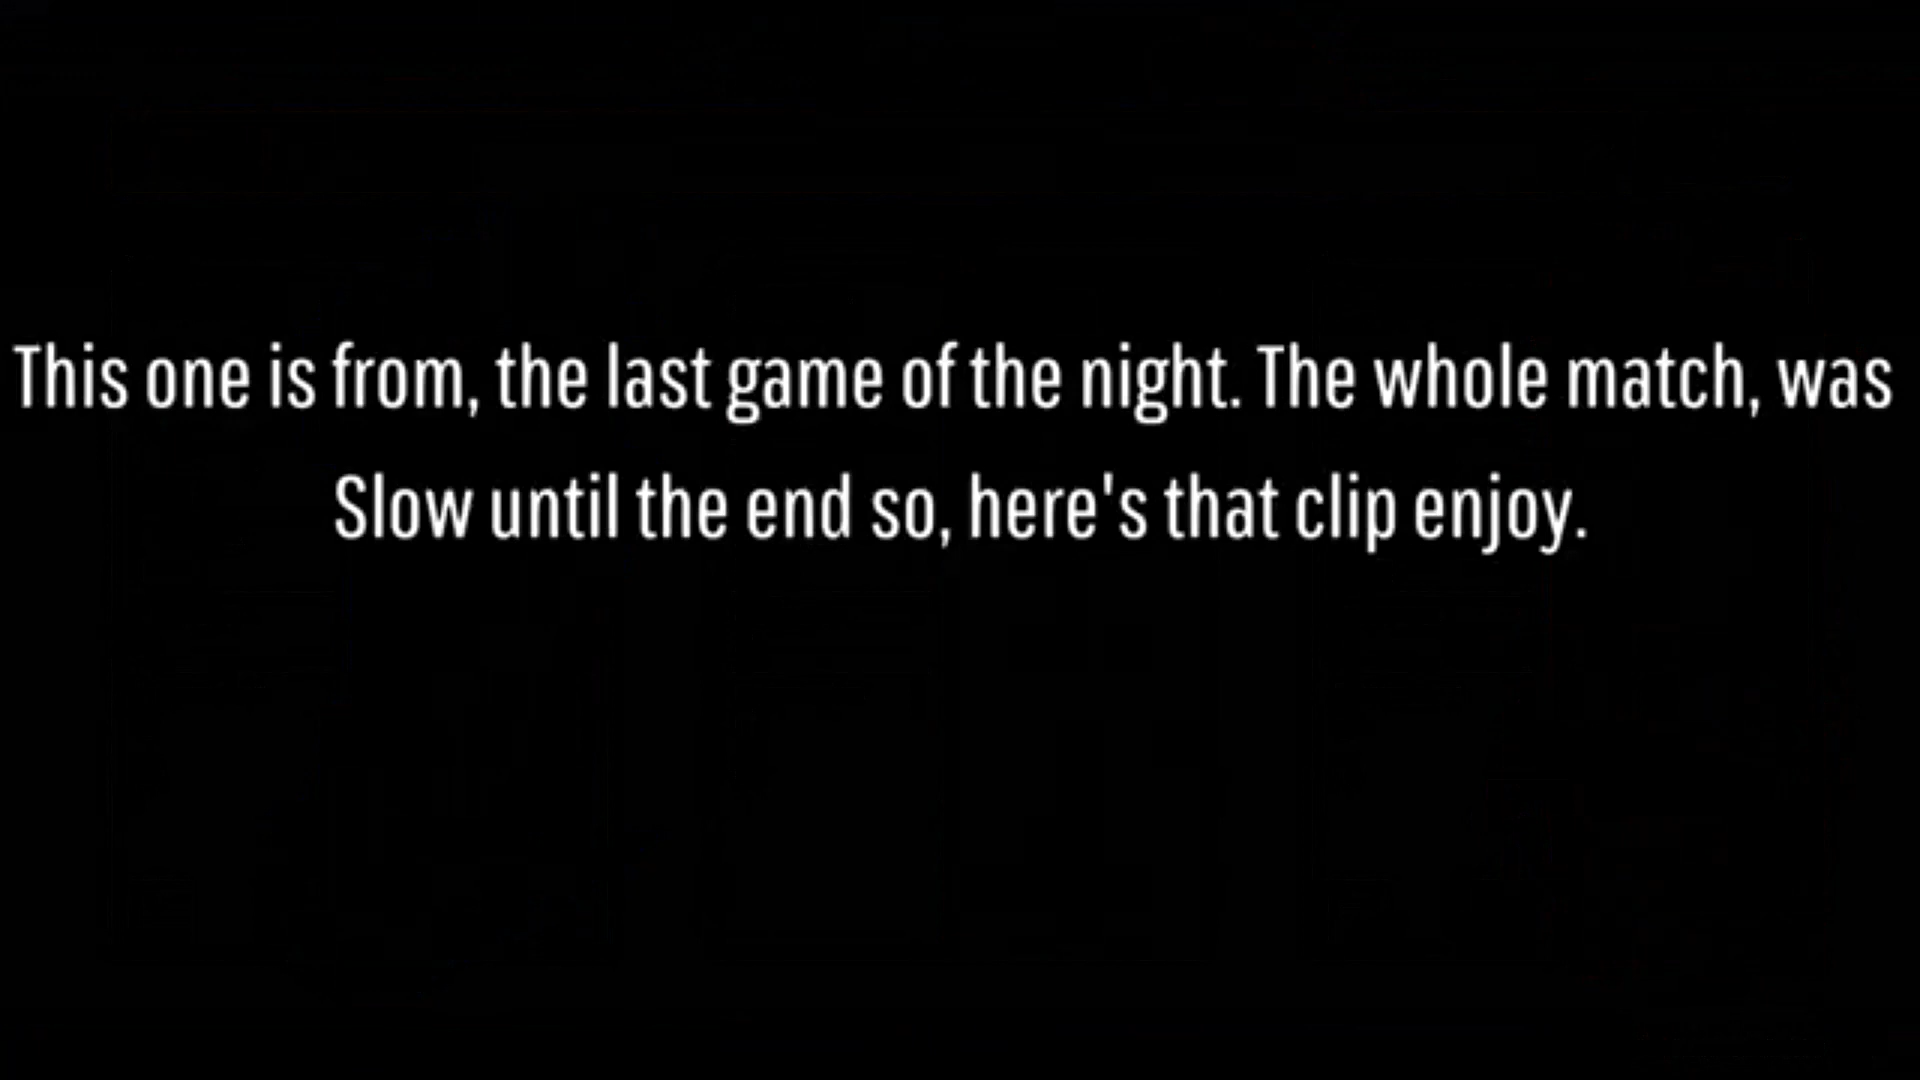 This one is from, the last game of the night. The whole match, was
Slow until the end so, here's that clip enjoy.